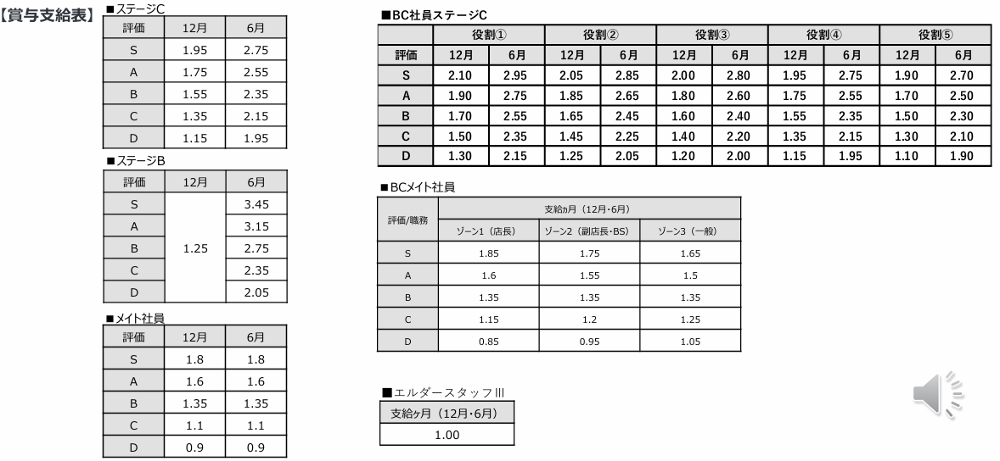 【賞与支給表】
■ステージC
評価 12月 6月
S 1.95 2.75
A 1.75 2.55
B 1.55 2.35
C 1.35 2.15
D 1.15 1.95
■ステージB
評価 12月 6月
S 3.45
A 3.15
B 1.25 2.75
C 2.35
D 2.05
■メイト社員
評価 12月 6月
S 1.8 1.8
A 1.6 1.6
B 1.35 1.35
C 1.1 1.1
D 0.9 0.9
■BC社員ステージC
役割① 役割② 役割③ 役割④ 役割⑤
評価 12月 6月 12月 6月 12月 6月 12月 6月 12月 6月
S 2.10 2.95 2.05 2.85 2.00 2.80 1.95 2.75 1.90 2.70
A 1.90 2.75 1.85 2.65 1.80 2.60 1.75 2.55 1.70 2.50
B 1.70 2.55 1.65 2.45 1.60 2.40 1.55 2.35 1.50 2.30
C 1.50 2.35 1.45 2.25 1.40 2.20 1.35 2.15 1.30 2.10
D 1.30 2.15 1.25 2.05 1.20 2.00 1.15 1.95 1.10 1.90
■BCメイト社員
評価/職務 支給ヵ月（12月・6月）
ゾーン1（店長） ゾーン2（副店長・BS） ゾーン3（一般）
S 1.85 1.75 1.65
A 1.6 1.55 1.5
B 1.35 1.35 1.35
C 1.15 1.2 1.25
D 0.85 0.95 1.05
■エルダースタッフⅢ
支給ヶ月（12月・6月）
1.00